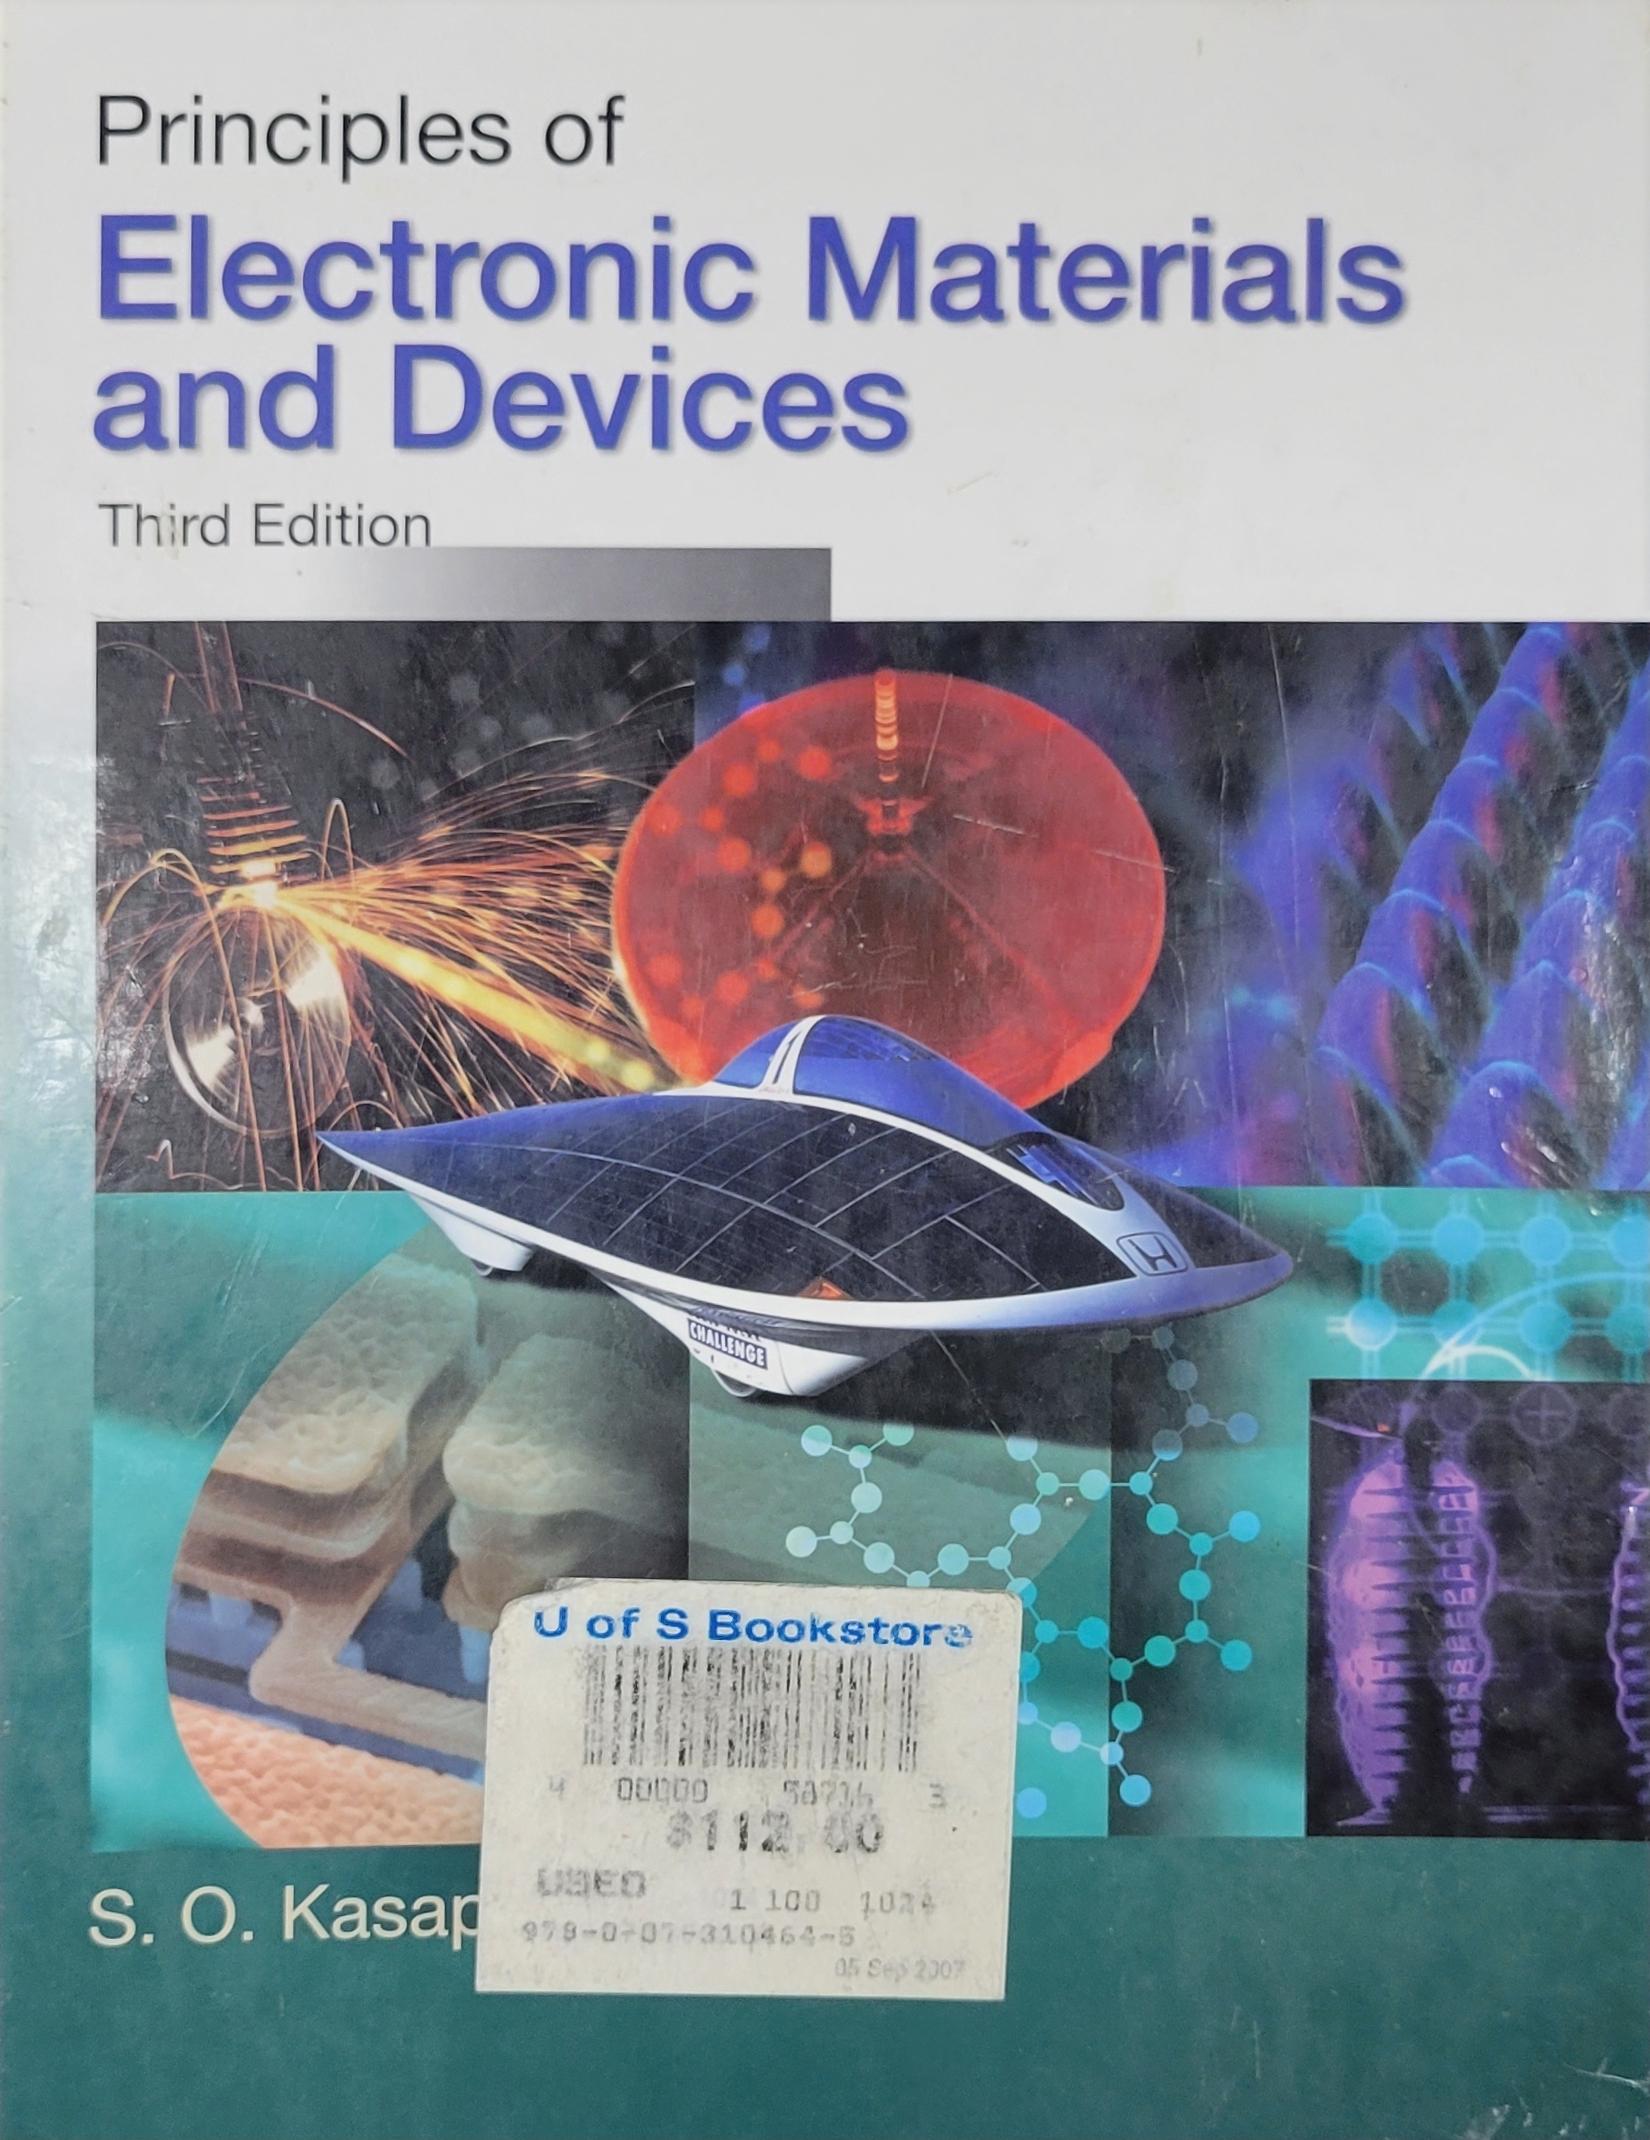 Principles of
Electronic Materials
and Devices
Third Edition
CHALLENGE
U of S Bookstore
4 00000 58716 3
$112.00
USED
1 100 1024
978-0-07-310464-5
05 Sep 2007
S. O. Kasap